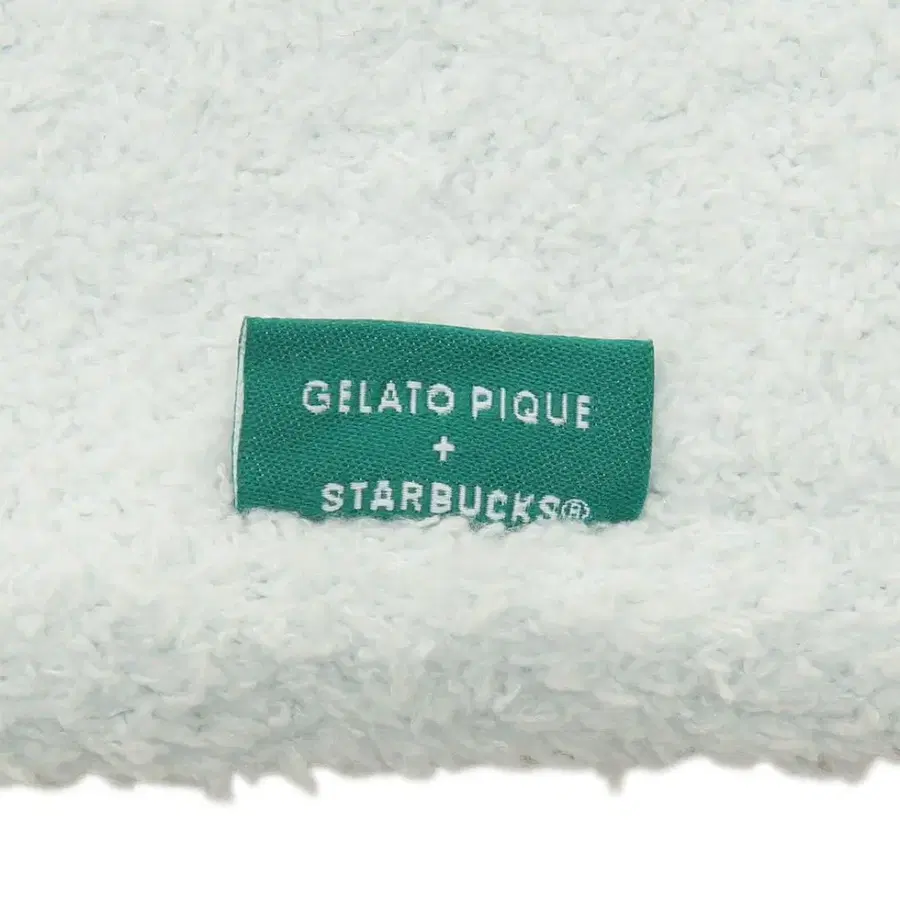 GELATO PIQUE
+
STARBUCKS®